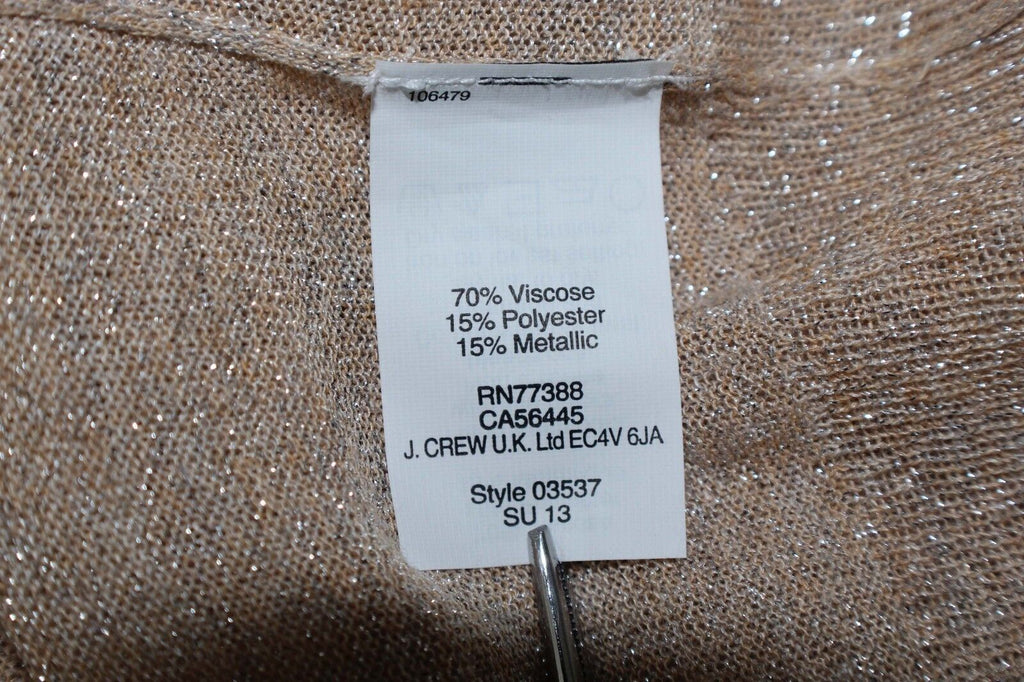 106479
70% Viscose
15% Polyester
15% Metallic
RN77388
CA56445
J. CREW U.K. Ltd EC4V 6JA
Style 03537
SU 13